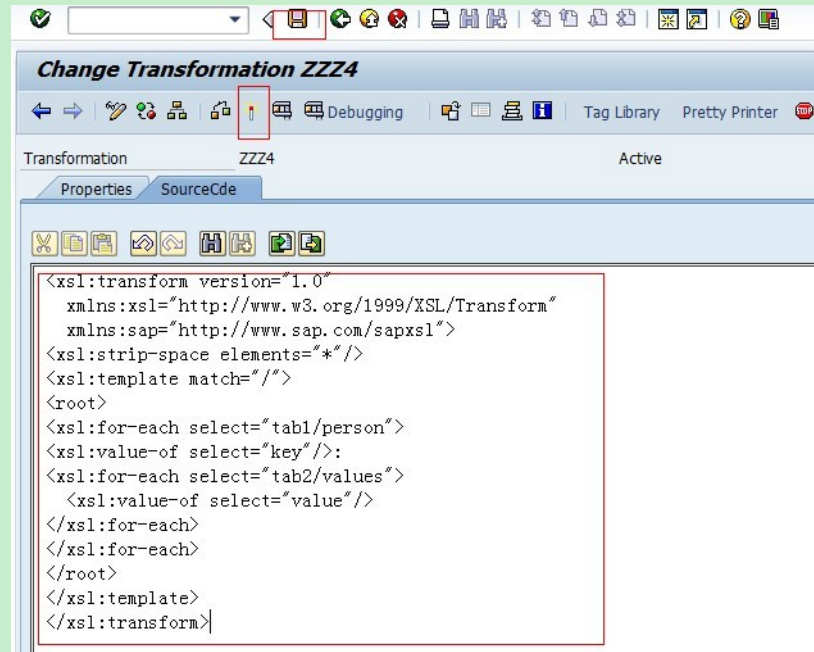 Change Transformation ZZZ4
Debugging Tag Library Pretty Printer STOP
Transformation ZZZ4 Active
Properties SourceCde
<xsl:transform version="1.0"
xmlns:xsl="http://www.w3.org/1999/XSL/Transform"
xmlns:sap="http://www.sap.com/sapxsl">
<xsl:strip-space elements="*"/>
<xsl:template match="/">
<root>
<xsl:for-each select="tab1/person">
<xsl:value-of select="key"/>:
<xsl:for-each select="tab2/values">
<xsl:value-of select="value"/>
</xsl:for-each>
</xsl:for-each>
</root>
</xsl:template>
</xsl:transform>